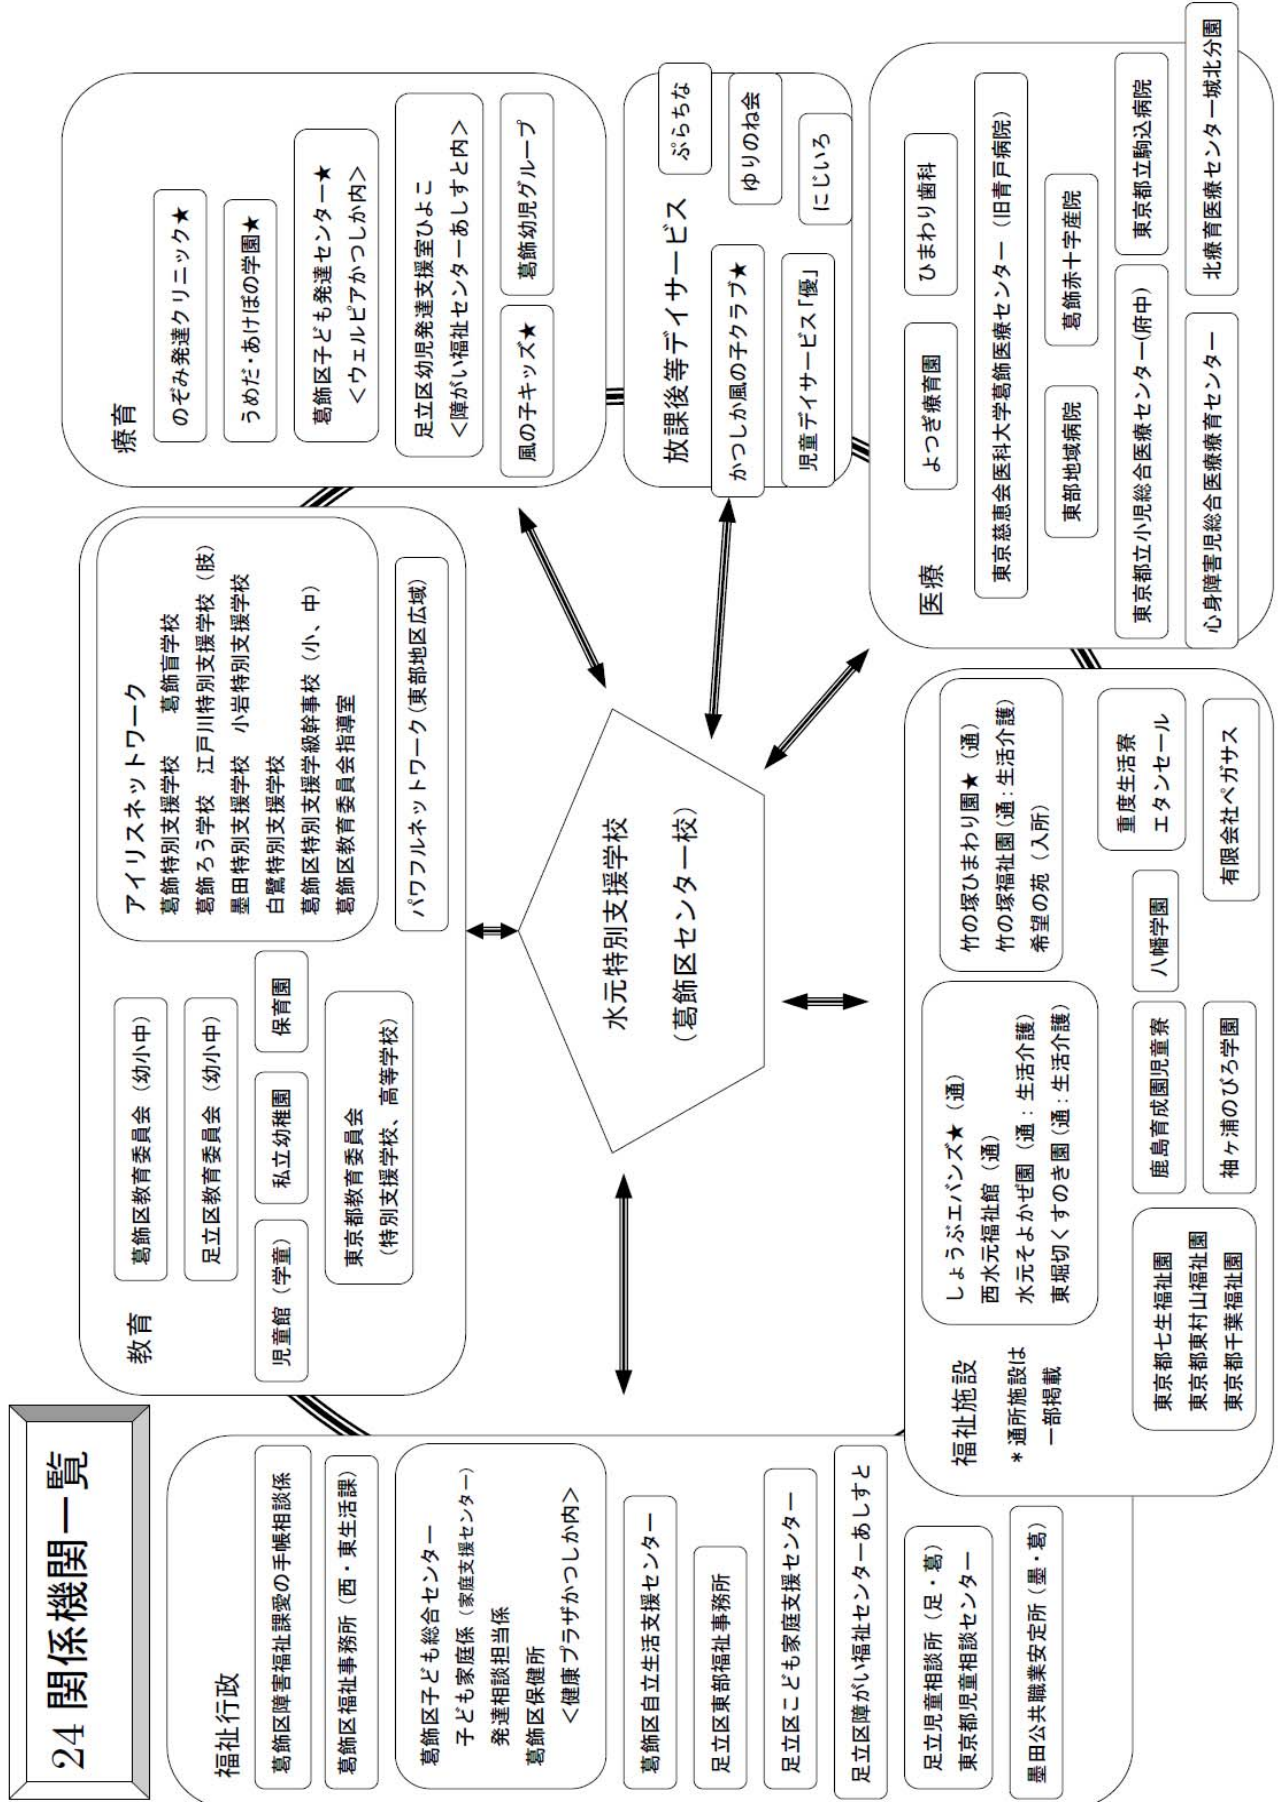 24 関係機関一覧
福祉行政
葛飾区障害福祉課愛の手帳相談係
葛飾区福祉事務所（西・東生活課）
葛飾区子ども総合センター
子ども家庭係（家庭支援センター）
発達相談担当係
葛飾区保健所
＜健康プラザかつしか内＞
葛飾区自立生活支援センター
足立区東部福祉事務所
足立区こども家庭支援センター
足立区障がい福祉センターあしすと
足立児童相談所（足・葛）
東京都児童相談センター
墨田公共職業安定所（墨・葛）
教育
葛飾区教育委員会（幼小中）
足立区教育委員会（幼小中）
児童館（学童）
私立幼稚園
保育園
東京都教育委員会
（特別支援学校、高等学校）
アイリスネットワーク
葛飾特別支援学校　葛飾盲学校
葛飾ろう学校　江戸川特別支援学校（肢）
墨田特別支援学校　小岩特別支援学校
白鷺特別支援学校
葛飾区特別支援学級幹事校（小、中）
葛飾区教育委員会指導室
パワフルネットワーク（東部地区広域）
療育
のぞみ発達クリニック★
うめだ・あけぼの学園★
葛飾区子ども発達センター★
＜ウェルピアかつしか内＞
足立区幼児発達支援室ひよこ
＜障がい福祉センターあしすと内＞
風の子キッズ★
葛飾幼児グループ
水元特別支援学校
（葛飾区センター校）
放課後等デイサービス
ぷらちな
かつしか風の子クラブ★
ゆりのね会
児童デイサービス「優」
にじいろ
福祉施設
＊通所施設は
一部掲載
しょうぶエバンズ★（通）
西水元福祉館（通）
水元そよかぜ園（通：生活介護）
東堀切くすのき園（通：生活介護）
竹の塚ひまわり園★（通）
竹の塚福祉園（通：生活介護）
希望の苑（入所）
重度生活寮
エタンセール
東京都七生福祉園
東京都東村山福祉園
東京都千葉福祉園
鹿島育成園児童寮
八幡学園
袖ヶ浦のびろ学園
有限会社ペガサス
医療
よつぎ療育園
ひまわり歯科
東京慈恵会医科大学葛飾医療センター（旧青戸病院）
東部地域病院
葛飾赤十字産院
東京都立小児総合医療センター（府中）
東京都立駒込病院
心身障害児総合医療療育センター
北療育医療センター城北分園